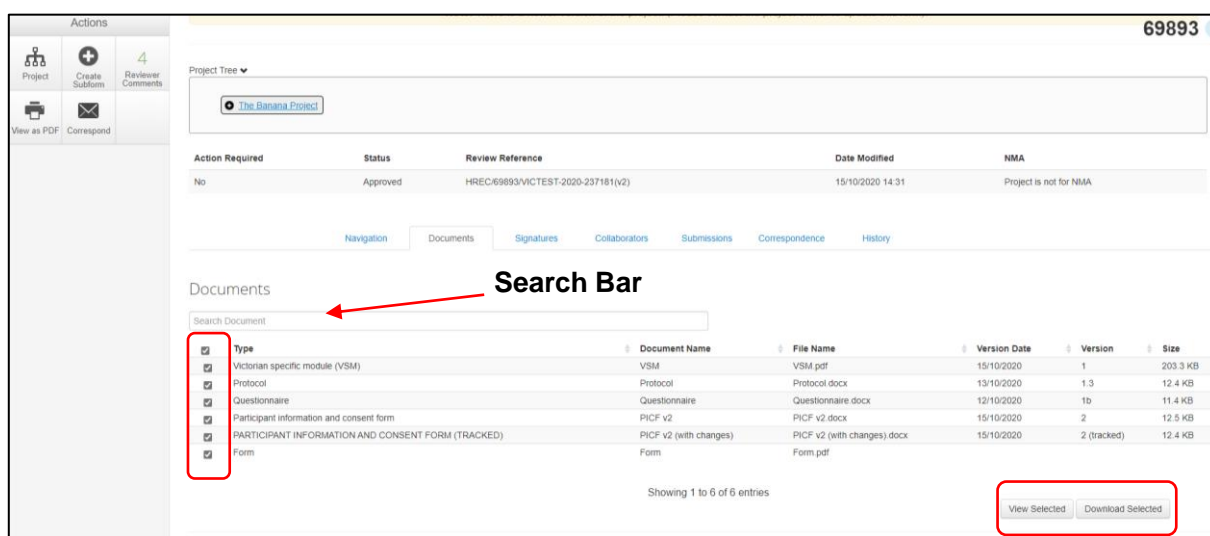 Actions
69893
4
Project
Create Subform
Reviewer Comments
View as PDF
Correspond
Project Tree
The Banana Project
Action Required Status Review Reference Date Modified NMA
No Approved HREC/69893/VICTEST-2020-237181(v2) 15/10/2020 14:31 Project is not for NMA
Navigation Documents Signatures Collaborators Submissions Correspondence History
Search Bar
Documents
Search Document
Type Document Name File Name Version Date Version Size
Victorian specific module (VSM) VSM VSM.pdf 15/10/2020 1 203.3 KB
Protocol Protocol Protocol.docx 13/10/2020 1.3 12.4 KB
Questionnaire Questionnaire Questionnaire.docx 12/10/2020 1b 11.4 KB
Participant information and consent form PICF v2 PICF v2.docx 15/10/2020 2 12.5 KB
PARTICIPANT INFORMATION AND CONSENT FORM (TRACKED) PICF v2 (with changes) PICF v2 (with changes).docx 15/10/2020 2 (tracked) 12.4 KB
Form Form Form.pdf
Showing 1 to 6 of 6 entries
View Selected Download Selected